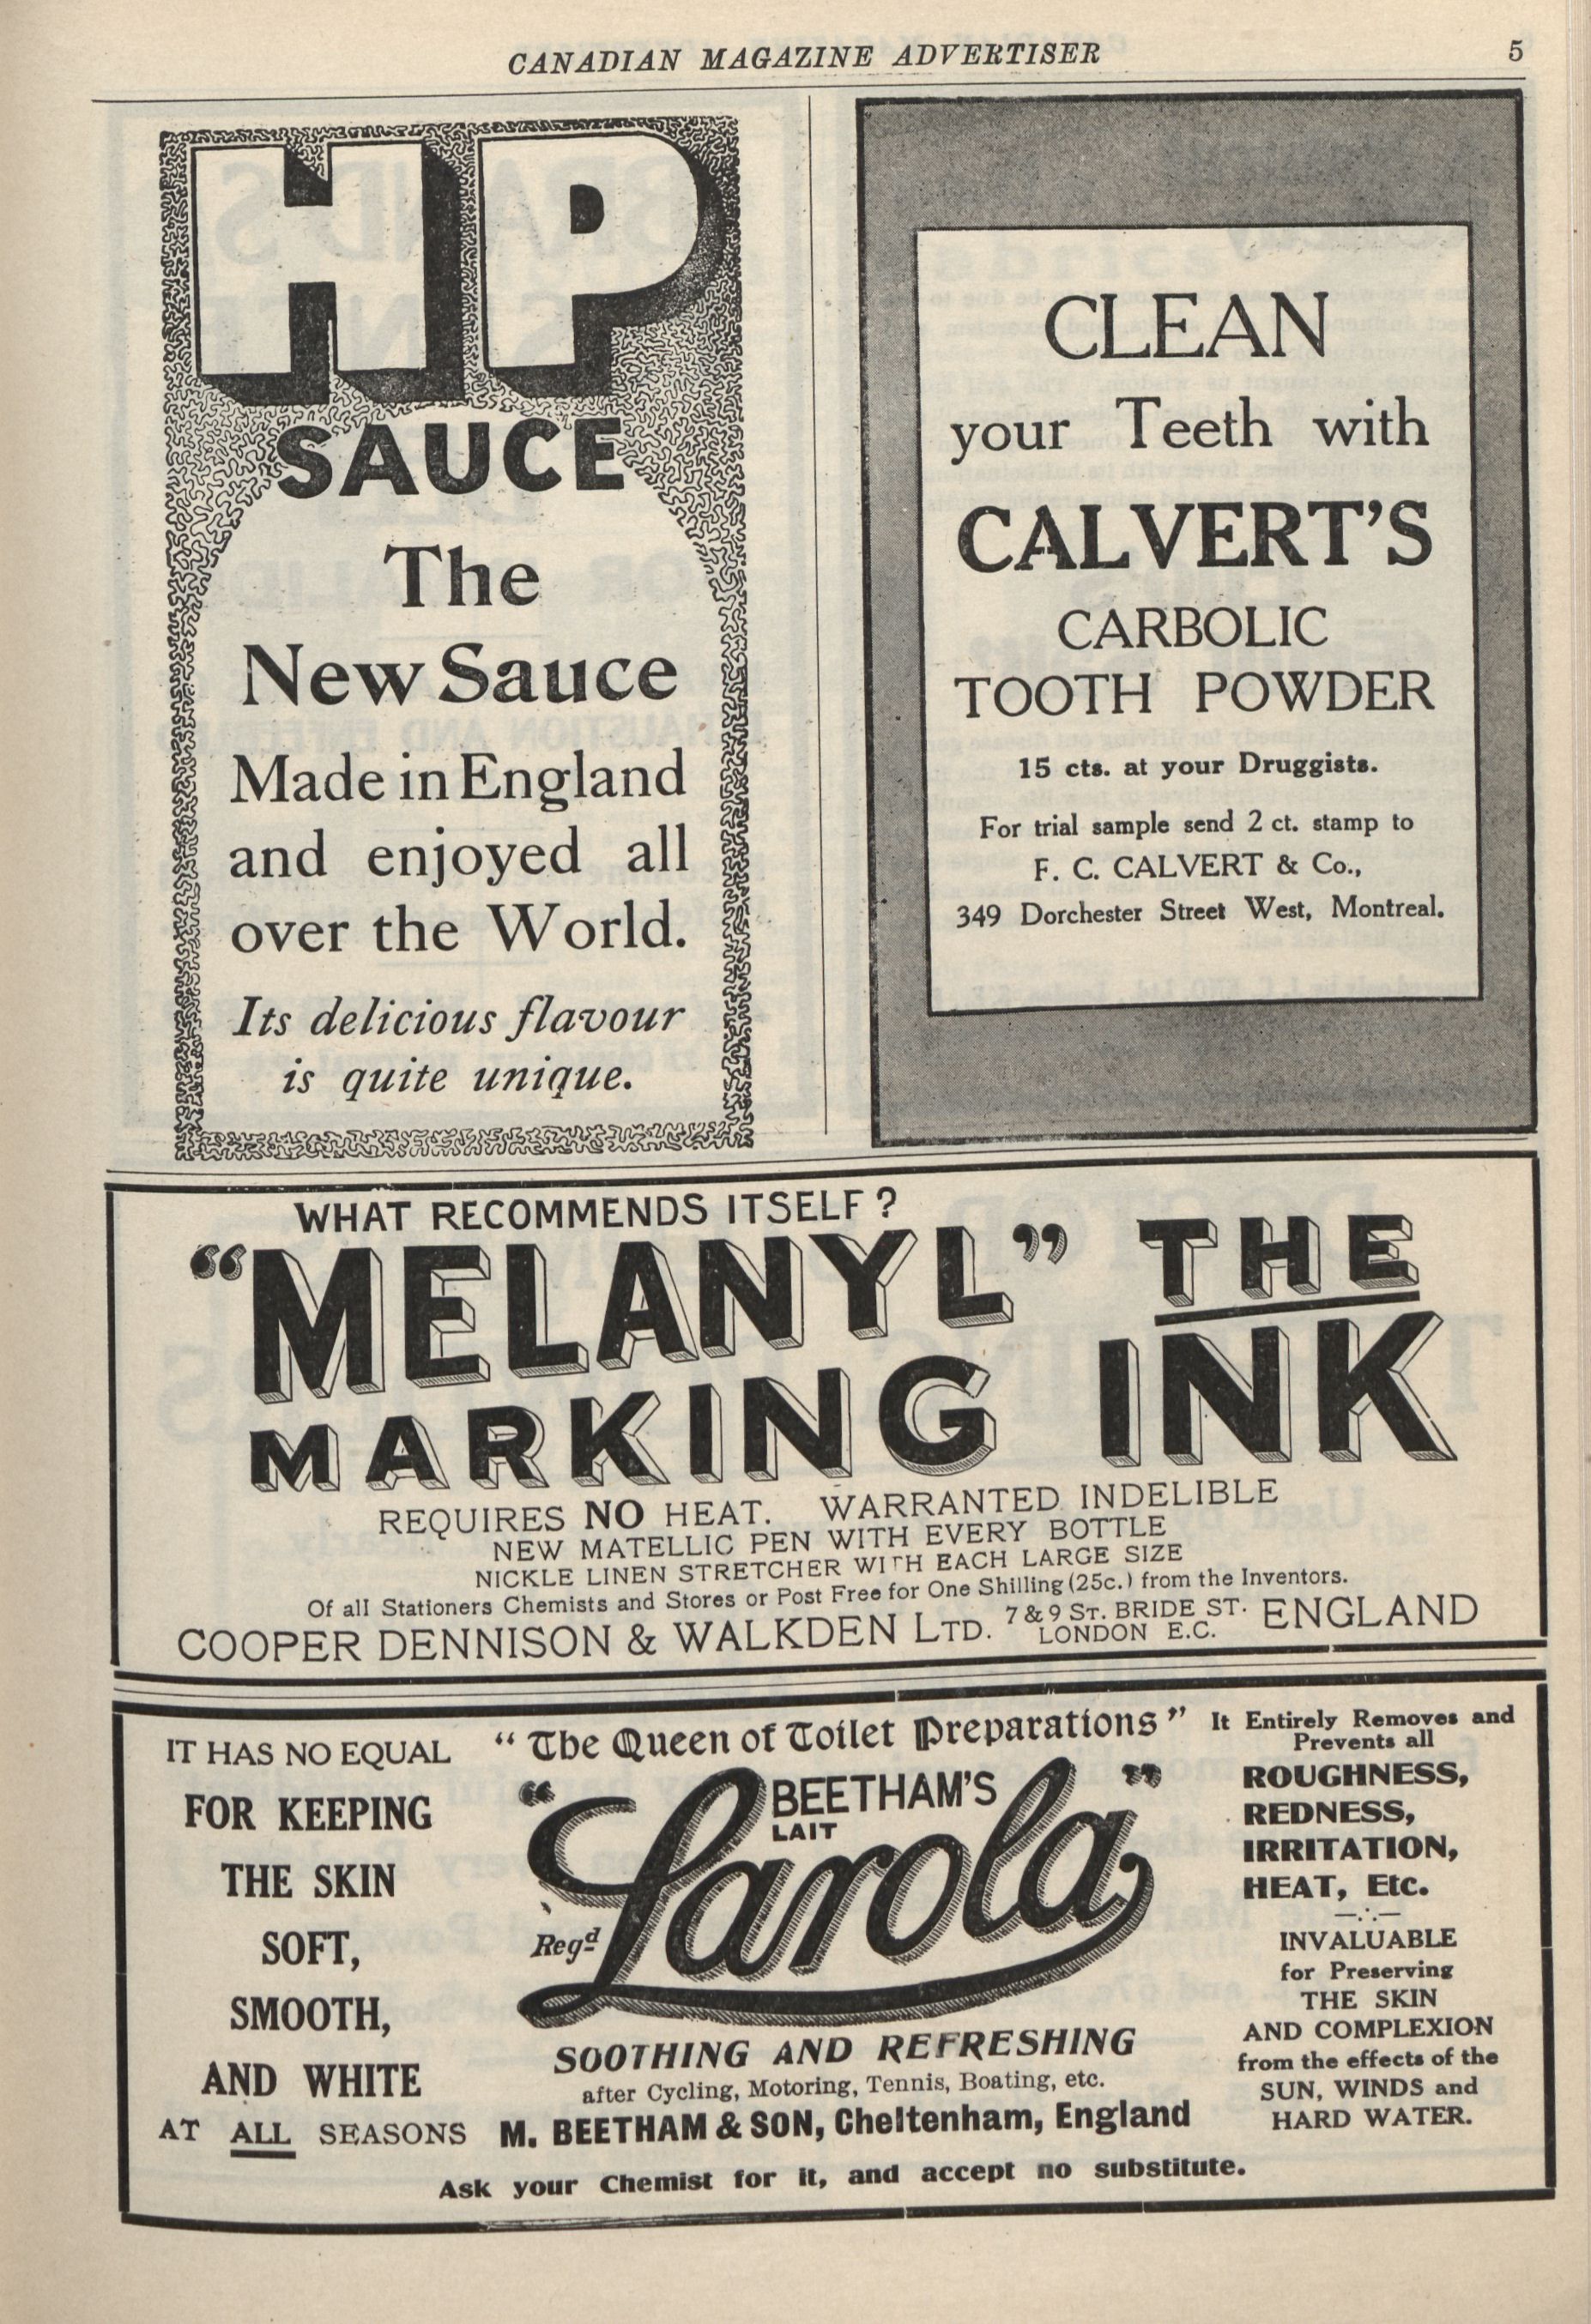 CANADIAN MAGAZINE ADVERTISER 5
HP
SAUCE
The
New Sauce
Made in England
and enjoyed all
over the World.
Its delicious flavour
is quite unique.
CLEAN
your Teeth with
CALVERT'S
CARBOLIC
TOOTH POWDER
15 cts. at your Druggists.
For trial sample send 2 ct. stamp to
F. C. CALVERT & Co.,
349 Dorchester Street West, Montreal.
WHAT RECOMMENDS ITSELF?
"MELANYL" THE
MARKING INK
REQUIRES NO HEAT. WARRANTED INDELIBLE
NEW MATELLIC PEN WITH EVERY BOTTLE
NICKLE LINEN STRETCHER WITH EACH LARGE SIZE
Of all Stationers Chemists and Stores or Post Free for One Shilling (25c.) from the Inventors.
COOPER DENNISON & WALKDEN LTD. 7 & 9 ST. BRIDE ST. LONDON E.C. ENGLAND
IT HAS NO EQUAL
FOR KEEPING
THE SKIN
SOFT,
SMOOTH,
AND WHITE
AT ALL SEASONS
"The Queen of Toilet Preparations"
BEETHAM'S
LAIT
"Larola"
Regd
SOOTHING AND REFRESHING
after Cycling, Motoring, Tennis, Boating, etc.
M. BEETHAM & SON, Cheltenham, England
It Entirely Removes and
Prevents all
ROUGHNESS,
REDNESS,
IRRITATION,
HEAT, Etc.
INVALUABLE
for Preserving
THE SKIN
AND COMPLEXION
from the effects of the
SUN, WINDS and
HARD WATER.
Ask your Chemist for it, and accept no substitute.